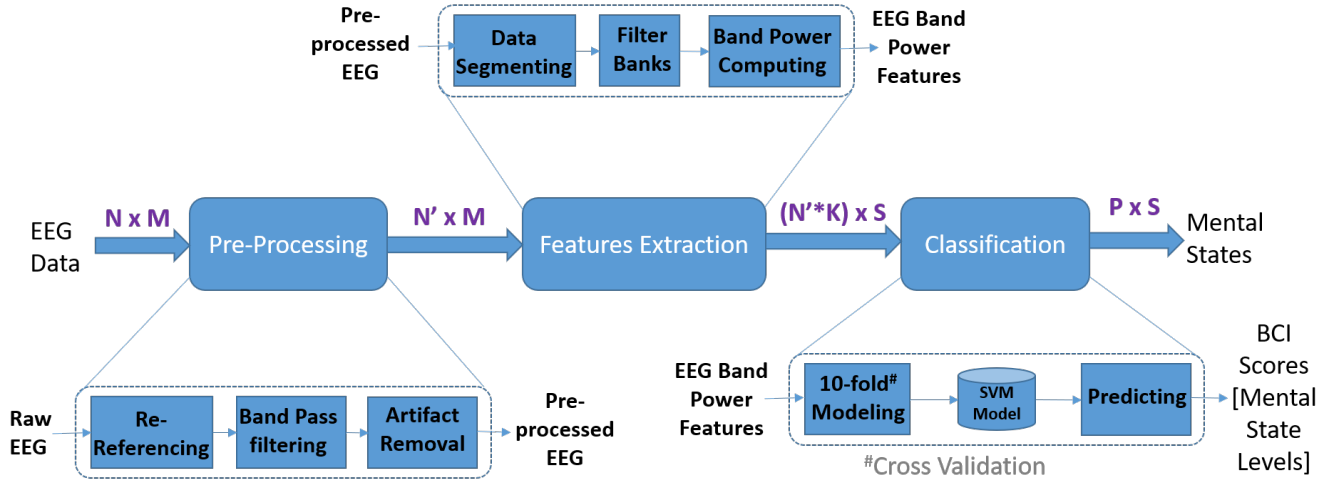 Pre-
processed
EEG
Data
Segmenting
Filter
Banks
Band Power
Computing
EEG Band
Power
Features
EEG
Data
N x M
Pre-Processing
N’ x M
Features Extraction
(N’*K) x S
Classification
P x S
Mental
States
Raw
EEG
Re-
Referencing
Band Pass
filtering
Artifact
Removal
Pre-
processed
EEG
EEG Band
Power
Features
10-fold#
Modeling
SVM
Model
Predicting
#Cross Validation
BCI
Scores
[Mental
State
Levels]